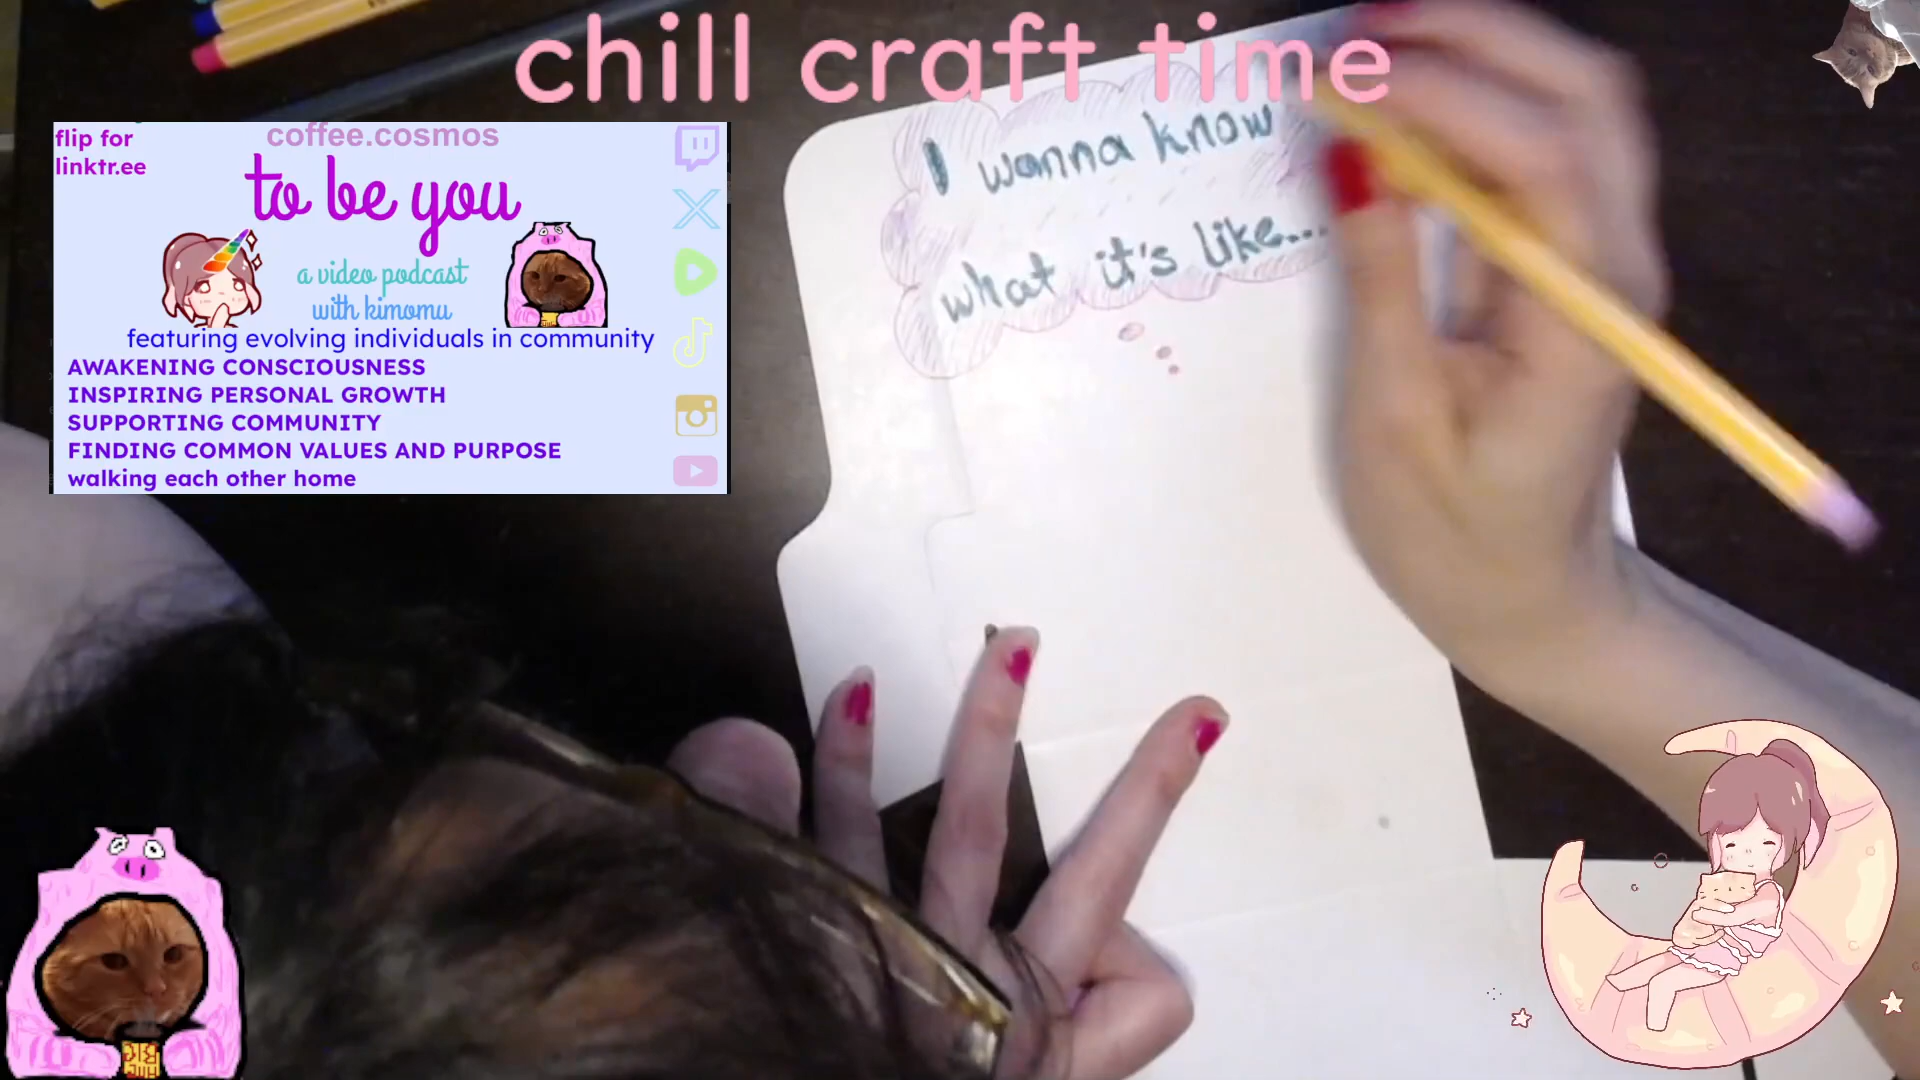 chill craft time
flip for
linktr.ee
coffee.cosmos
to be you
a video podcast
with kimomu
featuring evolving individuals in community
AWAKENING CONSCIOUSNESS
INSPIRING PERSONAL GROWTH
SUPPORTING COMMUNITY
FINDING COMMON VALUES AND PURPOSE
walking each other home
I wanna know
what it's like...